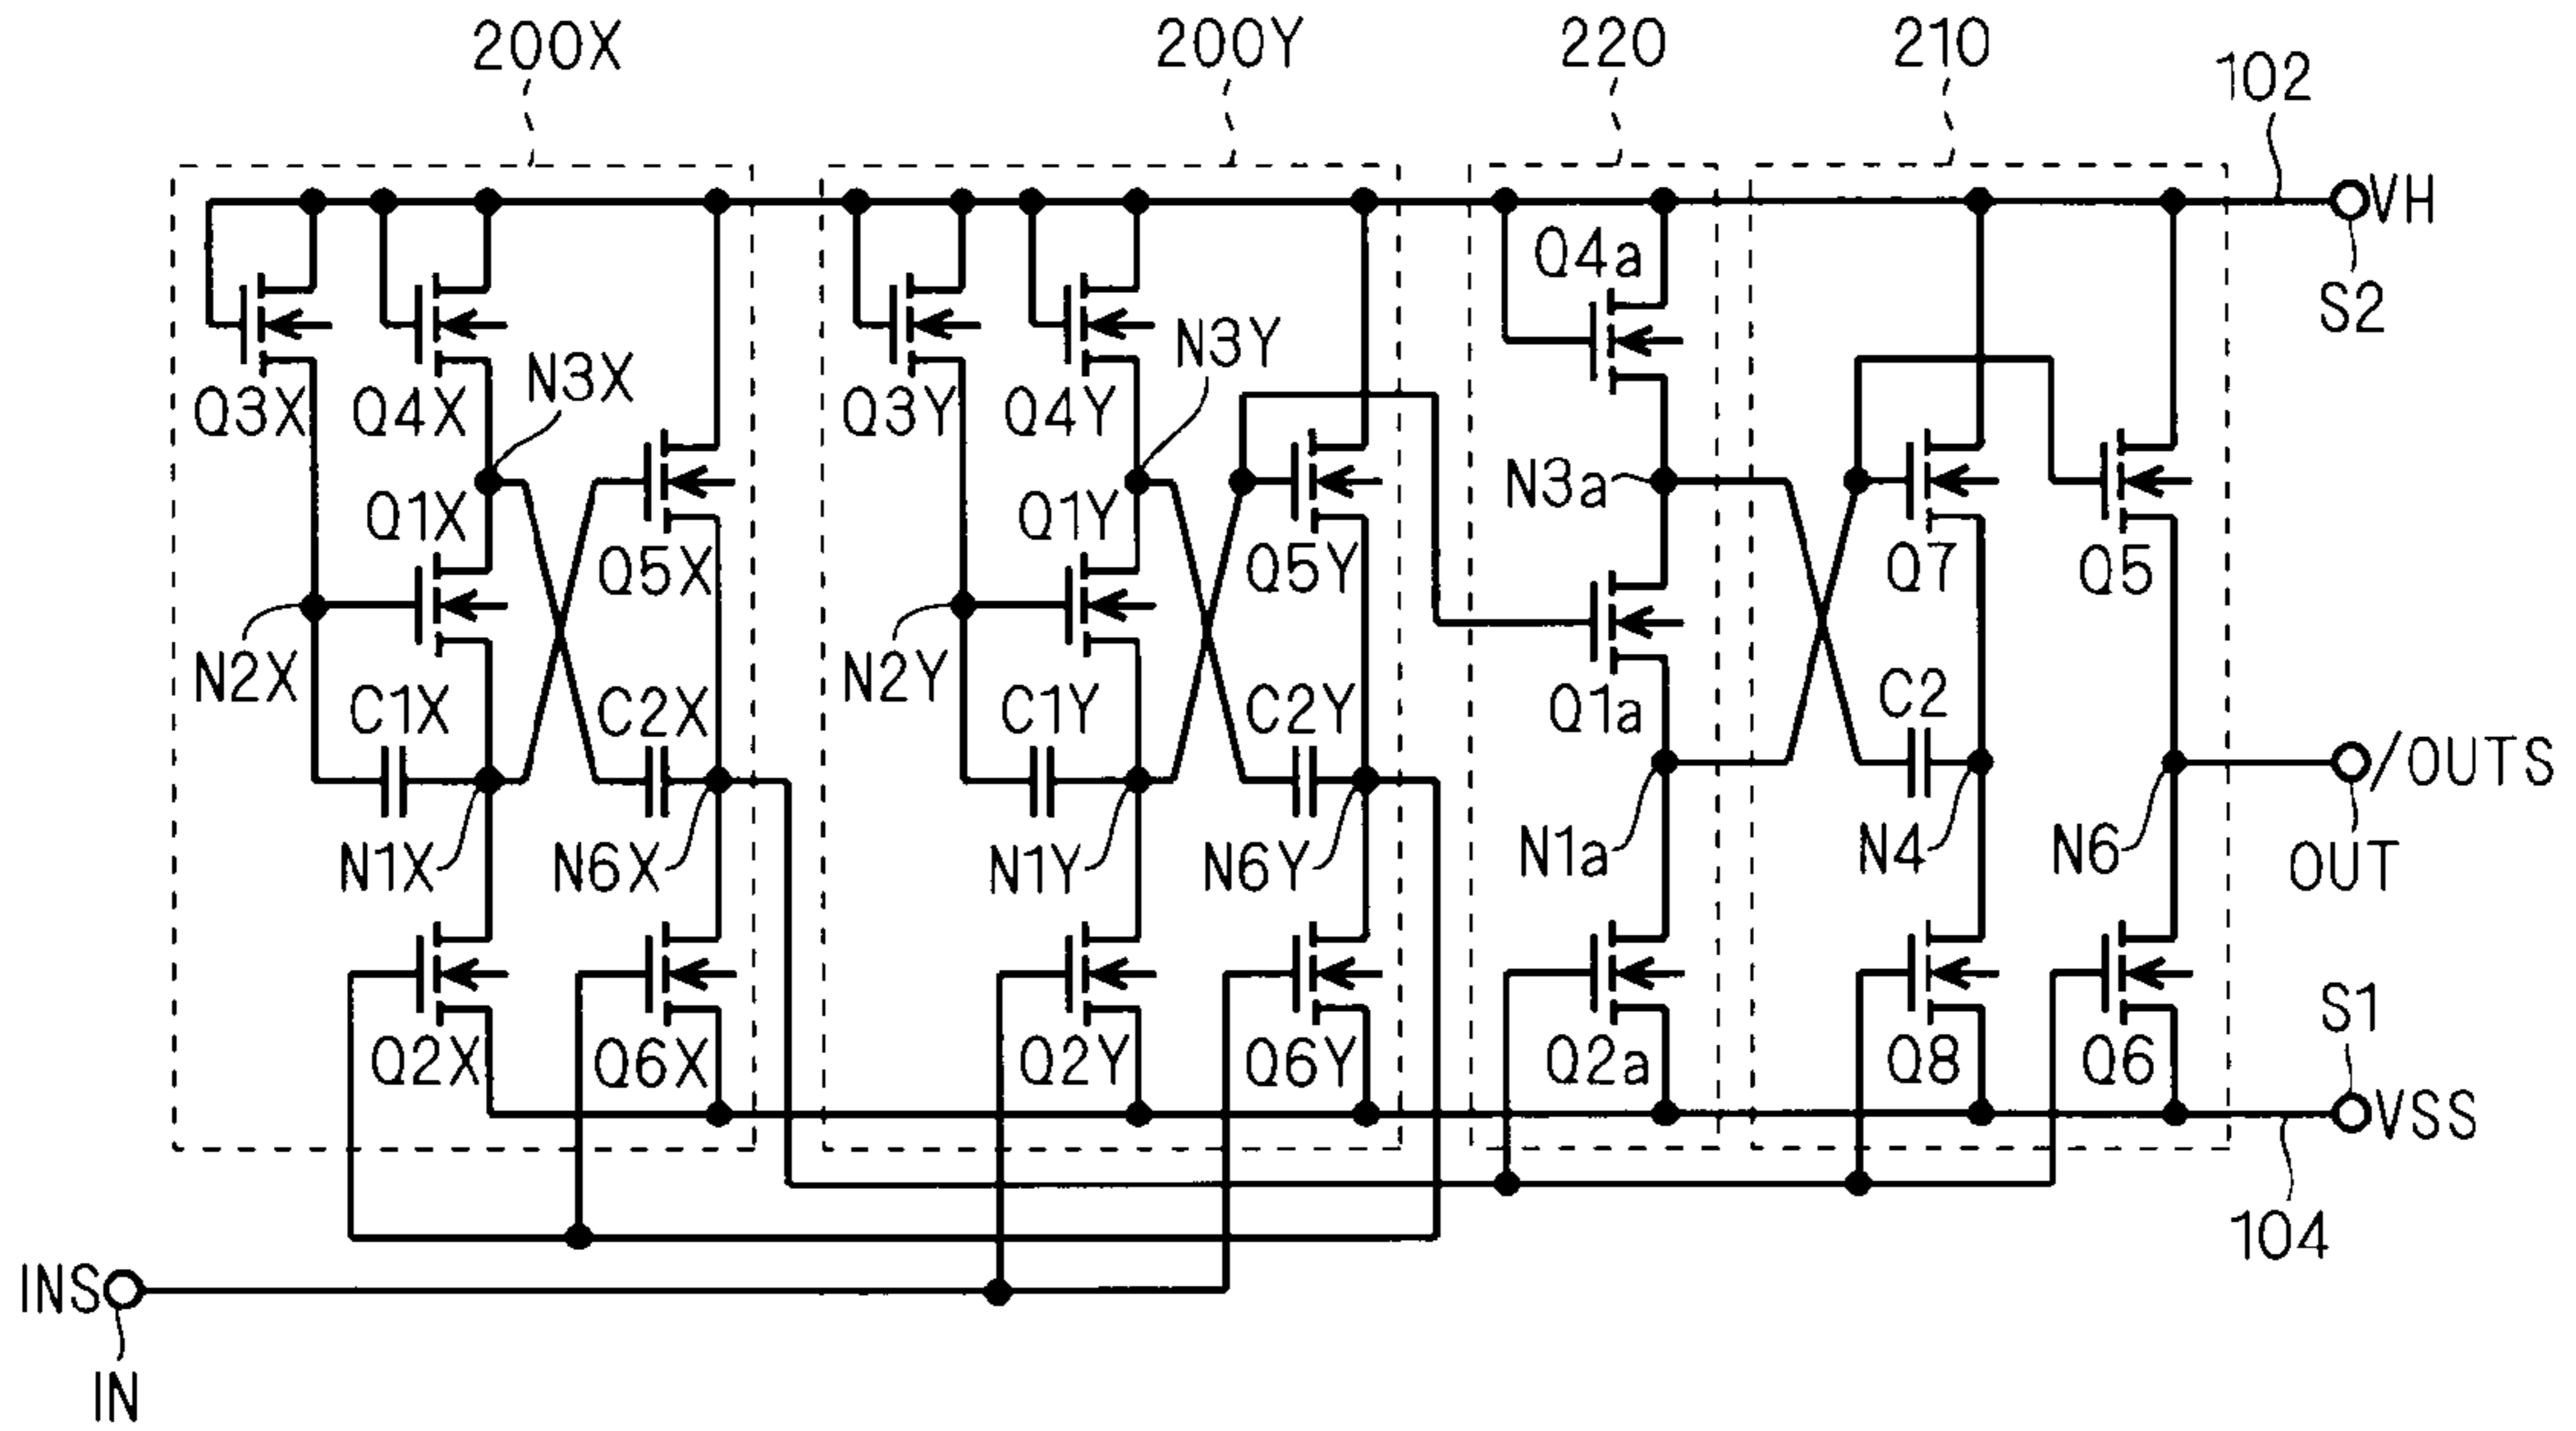 200X
200Y
220
210
102
VH
S2
Q4a
N3Y
N3X
Q3X
Q4X
Q3Y
Q4Y
N3a
Q1X
Q1Y
Q5X
Q5Y
Q7
Q5
N2X
N2Y
C1X
C2X
C1Y
C2Y
Q1a
C2
/OUTS
OUT
N1X
N6X
N1Y
N6Y
N1a
N4
N6
S1
Q2X
Q6X
Q2Y
Q6Y
Q2a
Q8
Q6
VSS
104
INS
IN